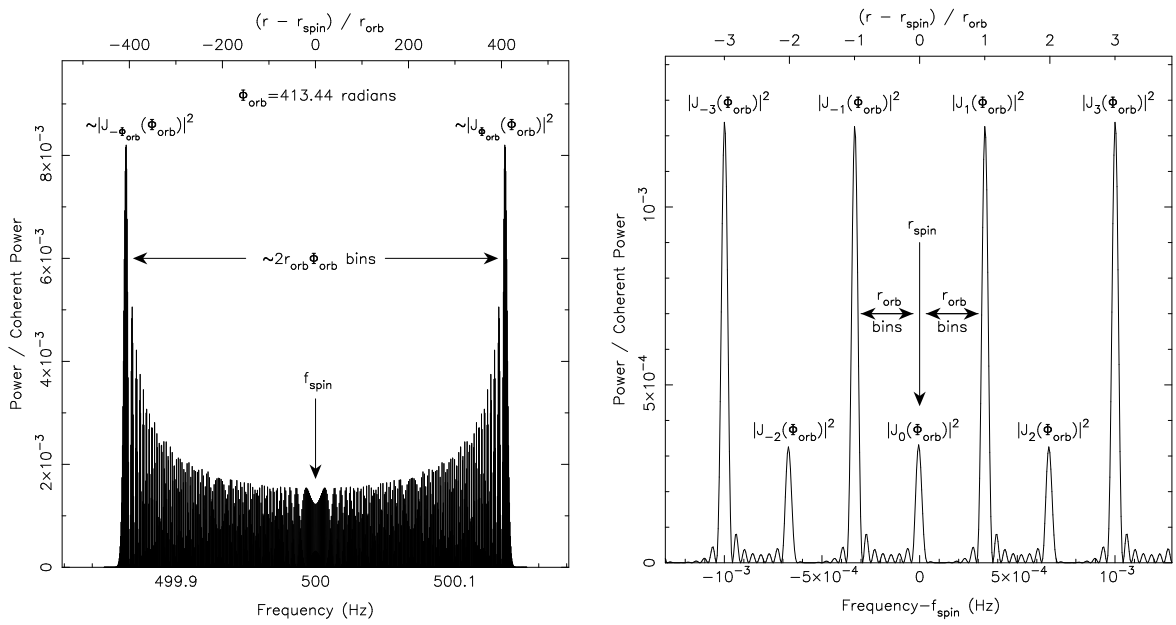 (r − r_spin) / r_orb
−400 −200 0 200 400
Φ_orb=413.44 radians
~|J_−Φ_orb(Φ_orb)|² ~|J_Φ_orb(Φ_orb)|²
8×10⁻³
6×10⁻³
4×10⁻³
2×10⁻³
0
Power / Coherent Power
~2r_orbΦ_orb bins
f_spin
499.9 500 500.1
Frequency (Hz)
(r − r_spin) / r_orb
−3 −2 −1 0 1 2 3
|J_−3(Φ_orb)|² |J_−1(Φ_orb)|² |J_1(Φ_orb)|² |J_3(Φ_orb)|²
10⁻³
5×10⁻⁴
0
Power / Coherent Power
r_spin
r_orb r_orb
bins bins
|J_−2(Φ_orb)|² |J_0(Φ_orb)|² |J_2(Φ_orb)|²
−10⁻³ −5×10⁻⁴ 0 5×10⁻⁴ 10⁻³
Frequency−f_spin (Hz)